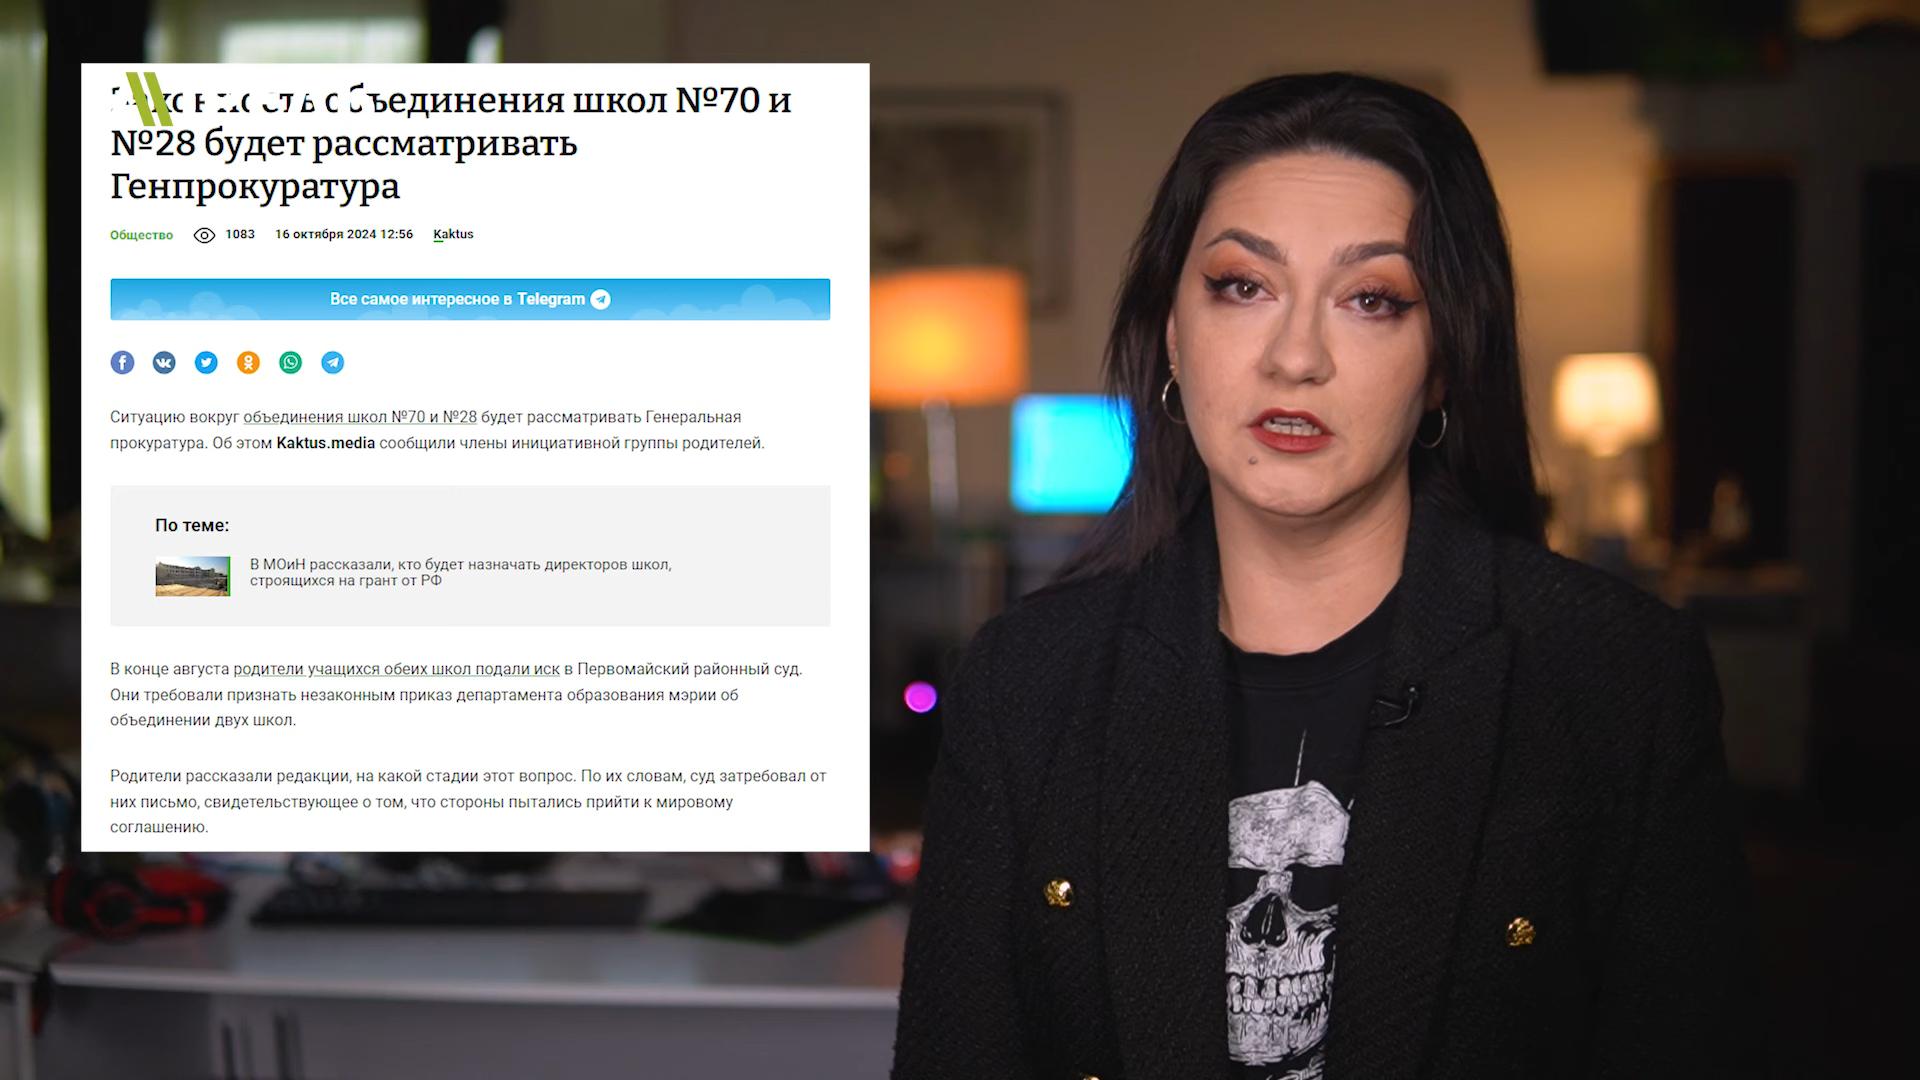 объединения школ №70 и
№28 будет рассматривать
Генпрокуратура
Общество 1083 16 октября 2024 12:56 Kaktus
Все самое интересное в Telegram
Ситуацию вокруг объединения школ №70 и №28 будет рассматривать Генеральная
прокуратура. Об этом Kaktus.media сообщили члены инициативной группы родителей.
По теме:
В МОиН рассказали, кто будет назначать директоров школ,
строящихся на грант от РФ
В конце августа родители учащихся обеих школ подали иск в Первомайский районный суд.
Они требовали признать незаконным приказ департамента образования мэрии об
объединении двух школ.
Родители рассказали редакции, на какой стадии этот вопрос. По их словам, суд затребовал от
них письмо, свидетельствующее о том, что стороны пытались прийти к мировому
соглашению.